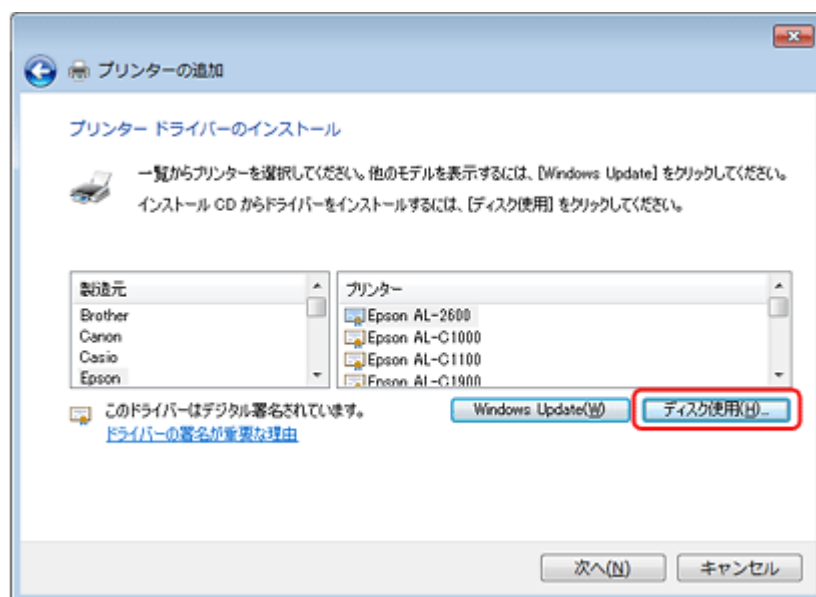 プリンターの追加
プリンター ドライバーのインストール
一覧からプリンターを選択してください。他のモデルを表示するには、[Windows Update] をクリックしてください。
インストール CD からドライバーをインストールするには、[ディスク使用] をクリックしてください。
製造元
Brother
Canon
Casio
Epson
プリンター
Epson AL-2600
Epson AL-C1000
Epson AL-C1100
Epson AL-C1900
このドライバーはデジタル署名されています。
ドライバーの署名が重要な理由
Windows Update(W)
ディスク使用(H)...
次へ(N)
キャンセル